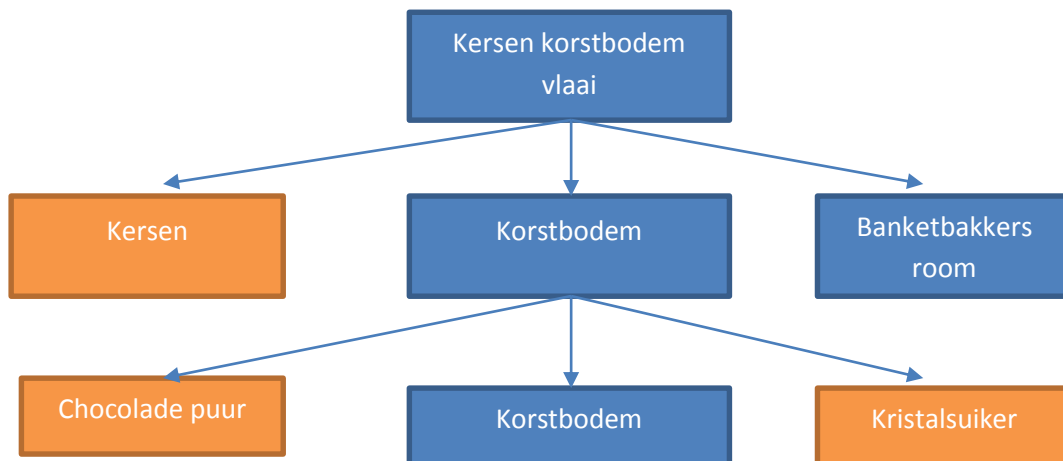 Kersen korstbodem
vlaai
Kersen
Korstbodem
Banketbakkers
room
Chocolade puur
Korstbodem
Kristalsuiker